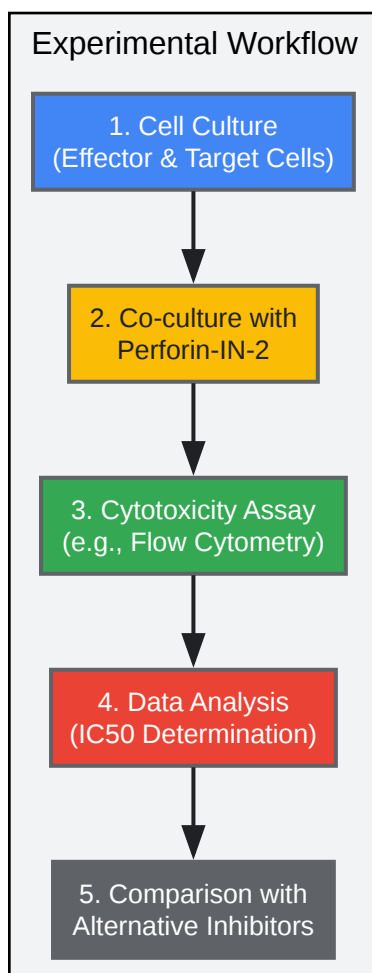 Experimental Workflow
1. Cell Culture
(Effector & Target Cells)
2. Co-culture with
Perforin-IN-2
3. Cytotoxicity Assay
(e.g., Flow Cytometry)
4. Data Analysis
(IC50 Determination)
5. Comparison with
Alternative Inhibitors